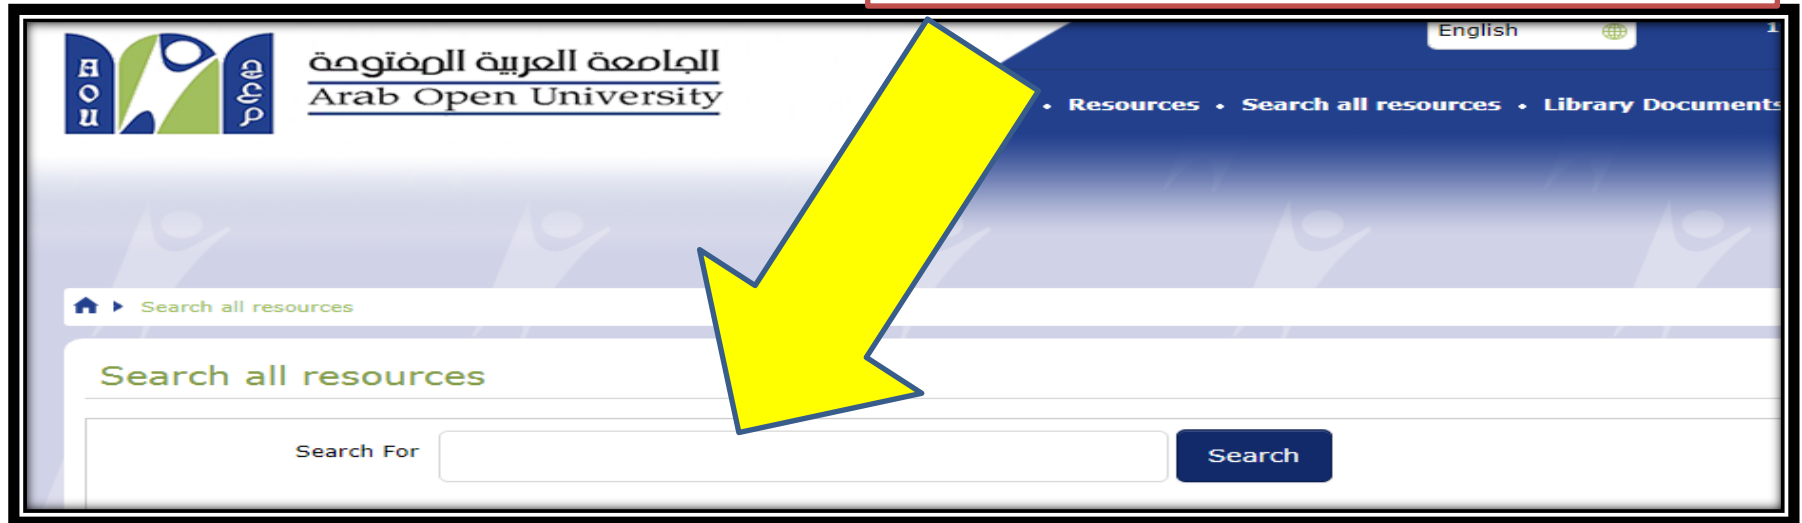 English
AOU
الجامعة العربية المفتوحة
Arab Open University
• Resources • Search all resources • Library Documents
Search all resources
Search all resources
Search For
Search